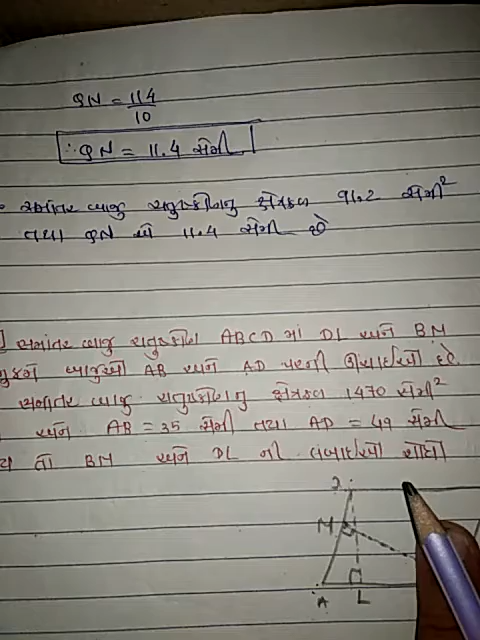 QN = 114
10
∴ QN = 11.4 સેમી
સમાંતર બાજુ ચતુષ્કોણનુ ક્ષેત્રફળ 91.2 સેમી²
તથા QN એ 11.4 સેમી છે
સમાંતર બાજુ ચતુષ્કોણ ABCD માં DL અને BM
બાજુઓ AB અને AD પરની ઊંચાઈઓ છે
સમાંતર બાજુ ચતુષ્કોણનુ ક્ષેત્રફળ 1470 સેમી²
અને AB = 35 સેમી તથા AD = 49 સેમી
તો BM અને DL ની લંબાઈઓ શોધો
M
A L